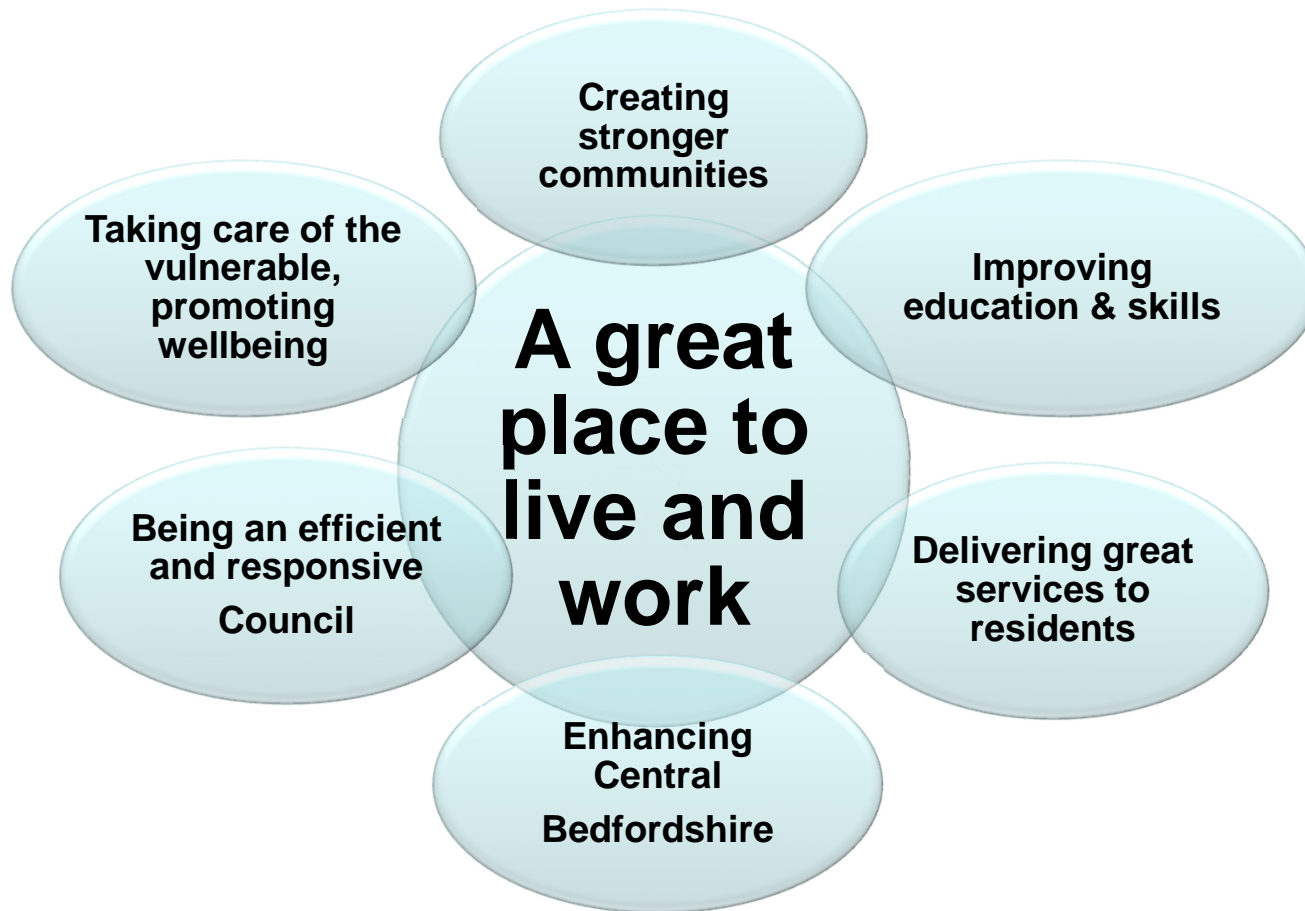 Creating
stronger
communities
Improving
education & skills
Delivering great
services to
residents
Enhancing
Central
Bedfordshire
Being an efficient
and responsive
Council
Taking care of the
vulnerable,
promoting
wellbeing
A great
place to
live and
work